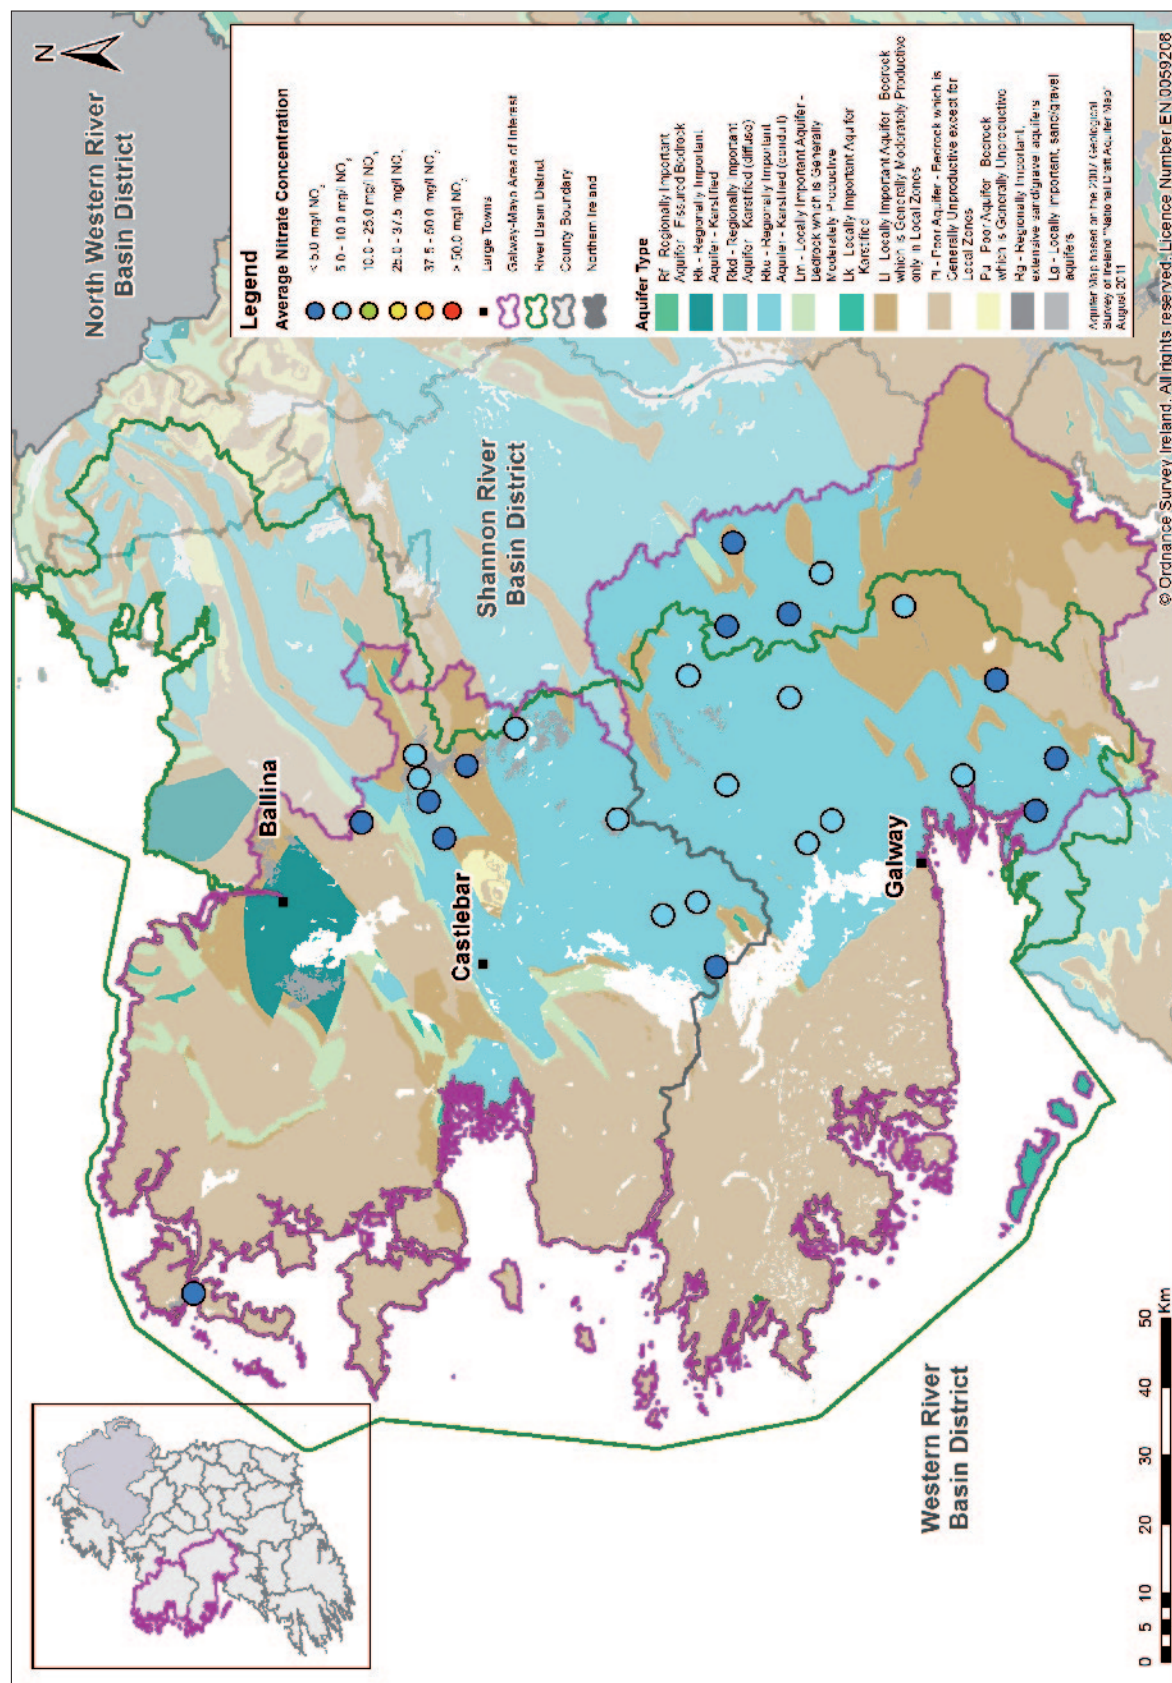 N
North Western River
Basin District
Shannon River
Basin District
Western River
Basin District
Ballina
Castlebar
Galway
Legend
Average Nitrate Concentration
< 5.0 mg/l NO
5.0 - 10.0 mg/l NO
10.0 - 25.0 mg/l NO
25.0 - 37.5 mg/l NO
37.5 - 50.0 mg/l NO
> 50.0 mg/l NO
Large Towns
Galway-Mayo Area of Interest
River Basin District
County Boundary
Northern Ireland
Aquifer Type
Rf - Regionally Important
Aquifer - Fissured Bedrock
Rk - Regionally Important
Aquifer - Karstified
Rkd - Regionally Important
Aquifer - Karstified (diffuse)
Regionally Important
Aquifer - Karstified (conduit)
Lm - Locally Important Aquifer -
Bedrock which is Generally
Moderately Productive
Lk - Locally Important Aquifer
Karstified
Ll - Locally Important Aquifer - Bedrock
which is Generally Moderately Productive
only in Local Zones
Pl - Poor Aquifer - Bedrock which is
Generally Unproductive except for
Local Zones
Pu - Poor Aquifer - Bedrock
which is Generally Unproductive
Rg - Regionally Important,
extensive sand/gravel aquifers
Lg - Locally important, sand/gravel
aquifers
Aquifer Map based on the 2007 Geological
Survey of Ireland "National Draft Aquifer Map"
August 2011
0 5 10 20 30 40 50
Km
© Ordnance Survey Ireland. All rights reserved. Licence Number EN 0059208